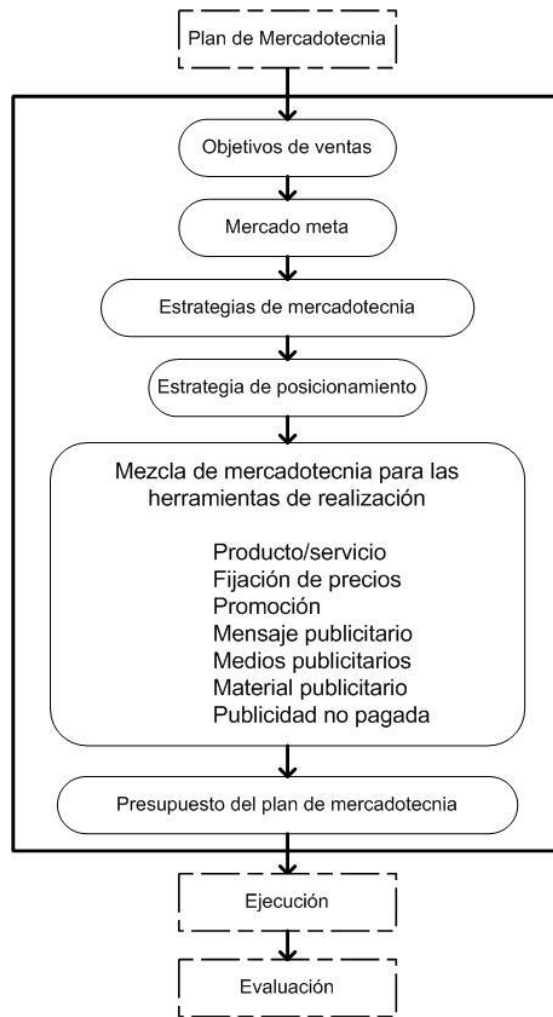 Plan de Mercadotecnia
Objetivos de ventas
Mercado meta
Estrategias de mercadotecnia
Estrategia de posicionamiento
Mezcla de mercadotecnia para las
herramientas de realización
Producto/servicio
Fijación de precios
Promoción
Mensaje publicitario
Medios publicitarios
Material publicitario
Publicidad no pagada
Presupuesto del plan de mercadotecnia
Ejecución
Evaluación